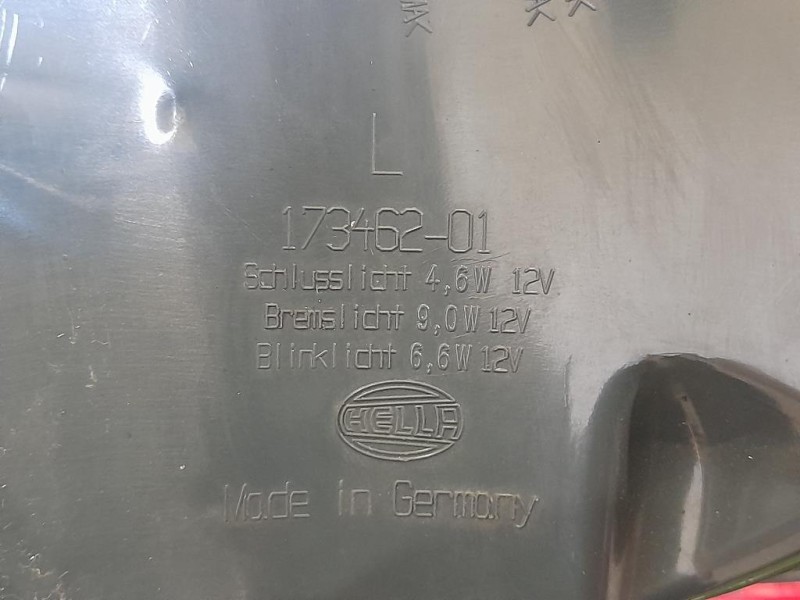 L
173462-01
Schlusslicht 4,6W 12V
Bremslicht 9,0W 12V
Blinklicht 6,6W 12V
HELLA
Made in Germany